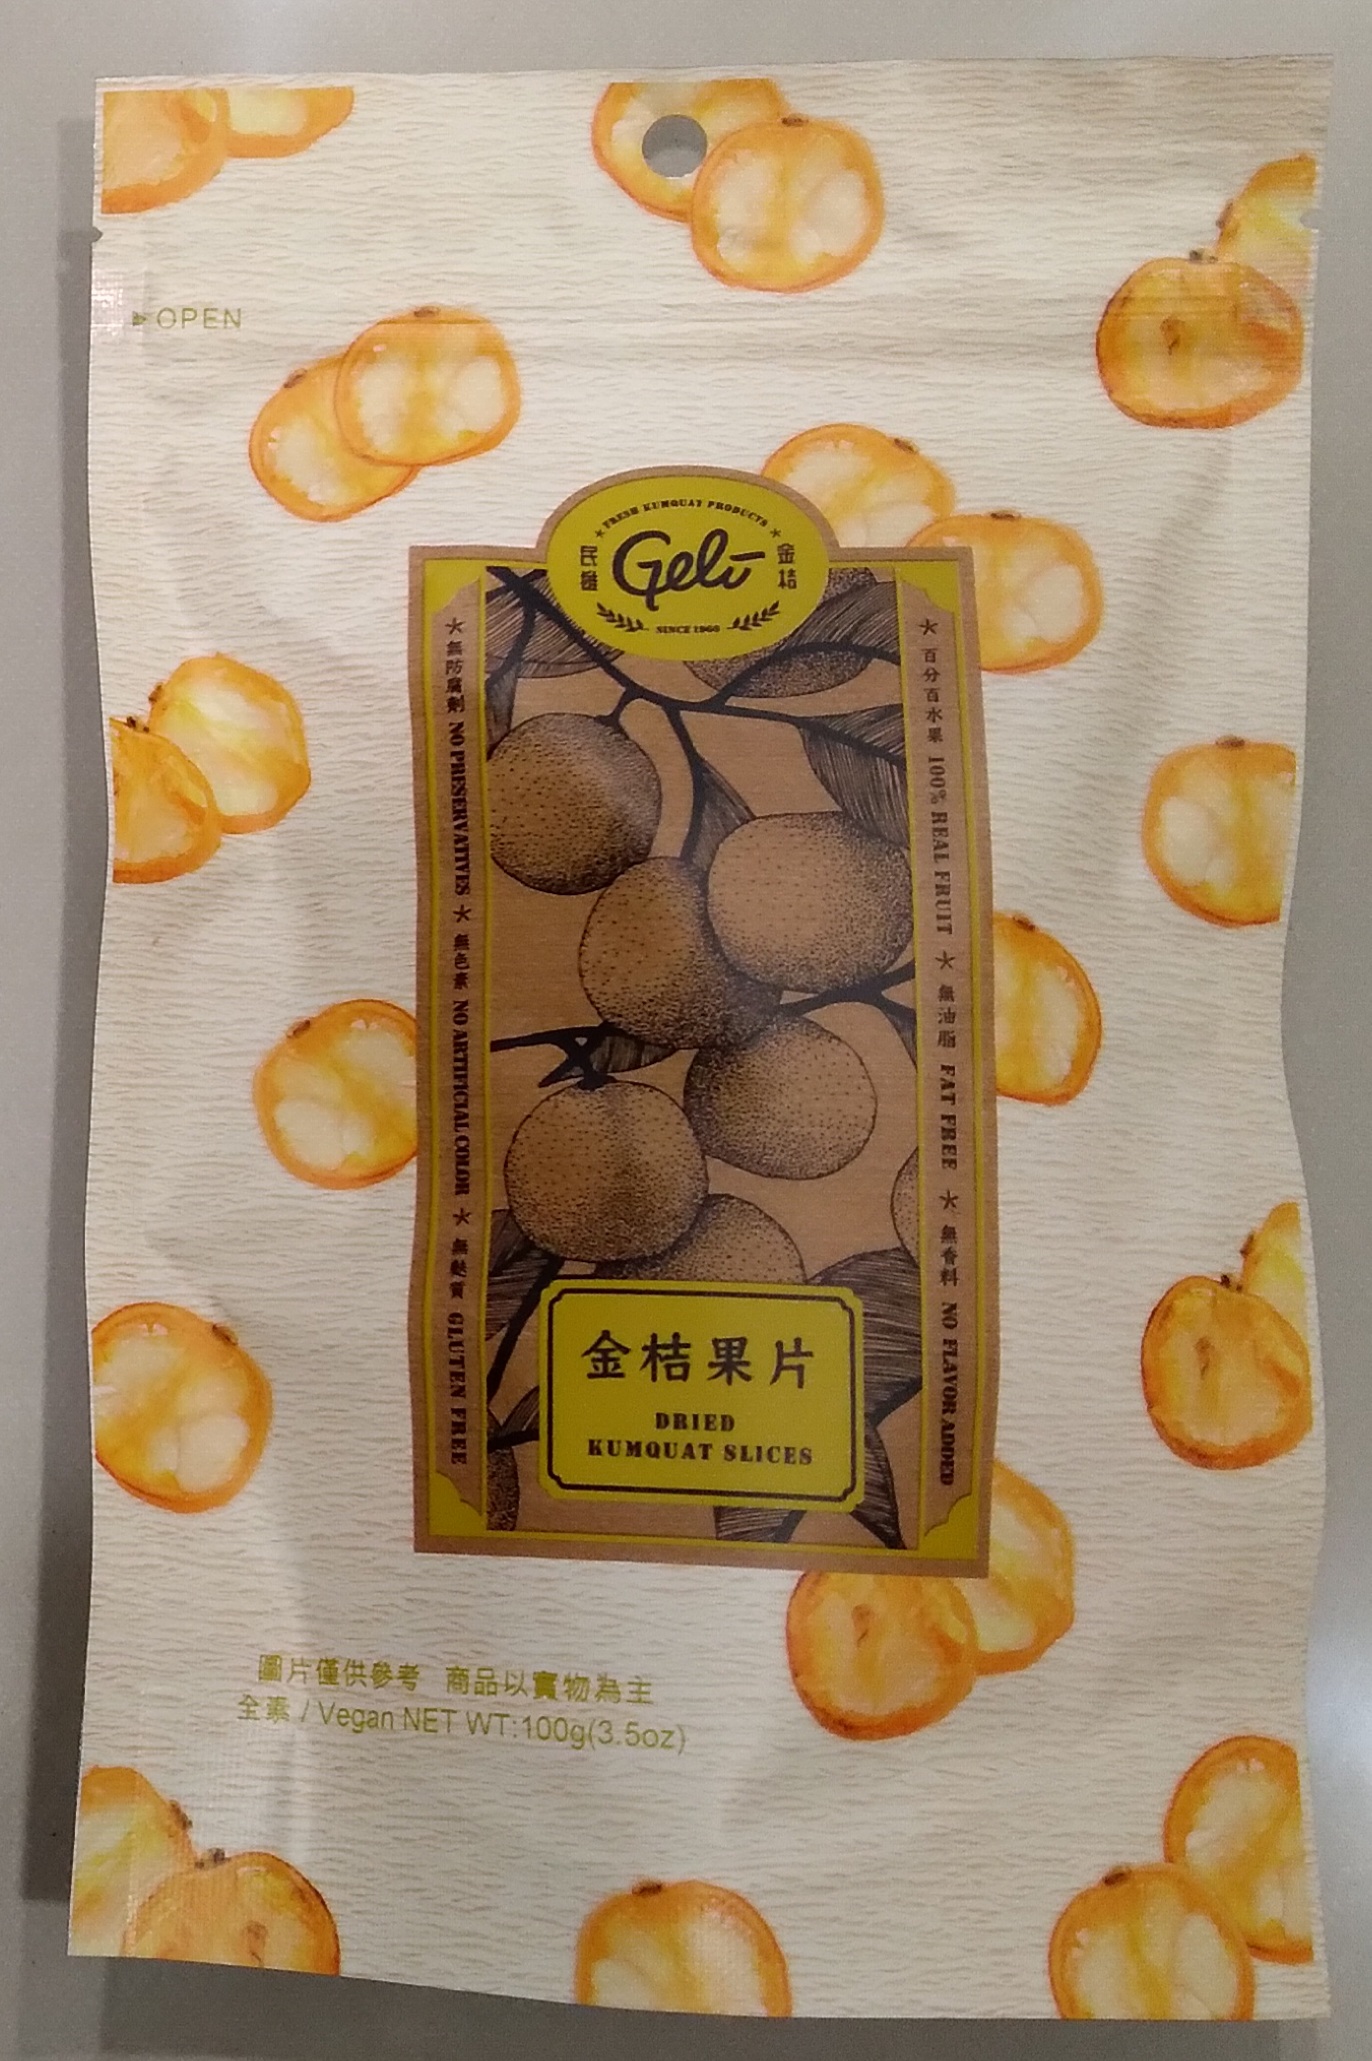 OPEN
FRESH KUMQUAT PRODUCTS
民雄 Geli 金桔
SINCE 1966
無防腐劑 NO PRESERVATIVES 無色素 NO ARTIFICIAL COLOR 無麩質 GLUTEN FREE
百分百水果 100% REAL FRUIT 無油脂 FAT FREE 無香料 NO FLAVOR ADDED
金桔果片
DRIED
KUMQUAT SLICES
圖片僅供參考 商品以實物為主
全素 / Vegan NET WT:100g(3.5oz)